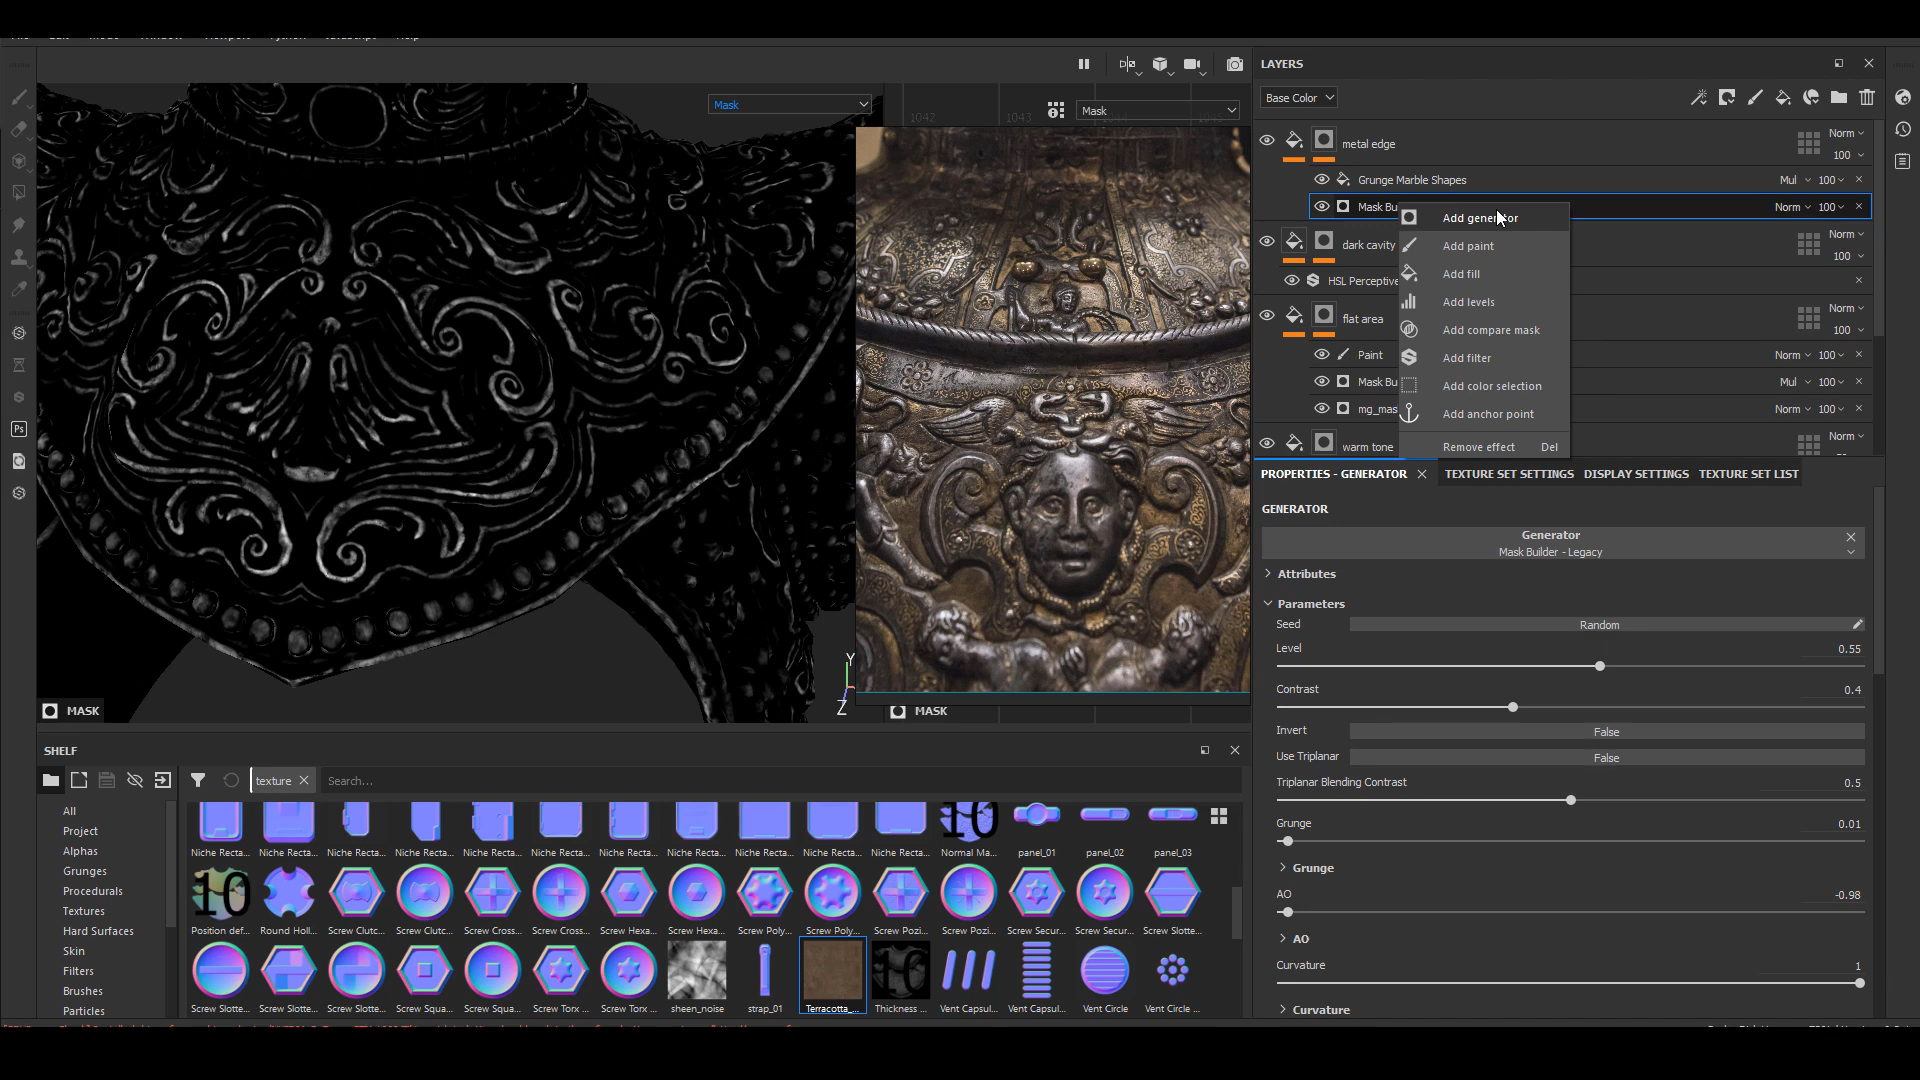 Mask
1042
1043
Mask
MASK
MASK
Y
Z
LAYERS
Base Color
metal edge
Norm
100
Grunge Marble Shapes
Mul
100
Mask Bu
Norm
100
dark cavity
Norm
100
HSL Perceptive
flat area
Norm
100
Paint
Norm
100
Mask Bu
Mul
100
mg_mas
Norm
100
warm tone
Norm
Add generator
Add paint
Add fill
Add levels
Add compare mask
Add filter
Add color selection
Add anchor point
Remove effect Del
PROPERTIES - GENERATOR
TEXTURE SET SETTINGS
DISPLAY SETTINGS
TEXTURE SET LIST
GENERATOR
Generator
Mask Builder - Legacy
Attributes
Parameters
Seed
Random
Level
0.55
Contrast
0.4
Invert
False
Use Triplanar
False
Triplanar Blending Contrast
0.5
Grunge
0.01
Grunge
AO
-0.98
AO
Curvature
1
Curvature
Ps
SHELF
texture
Search...
All
Project
Alphas
Grunges
Procedurals
Textures
Hard Surfaces
Skin
Filters
Brushes
Particles
10
Niche Recta... Niche Recta... Niche Recta... Niche Recta... Niche Recta... Niche Recta... Niche Recta... Niche Recta... Niche Recta... Niche Recta... Niche Recta... Normal Ma... panel_01 panel_02 panel_03
10
Position def... Round Holl... Screw Clutc... Screw Clutc... Screw Cross... Screw Cross... Screw Hexa... Screw Hexa... Screw Poly... Screw Poly... Screw Pozi... Screw Pozi... Screw Secur... Screw Secur... Screw Slotte...
10
Screw Slotte... Screw Slotte... Screw Slotte... Screw Squa... Screw Squa... Screw Torx ... Screw Torx ... sheen_noise strap_01 Terracotta_... Thickness ... Vent Capsul... Vent Capsul... Vent Circle Vent Circle ...